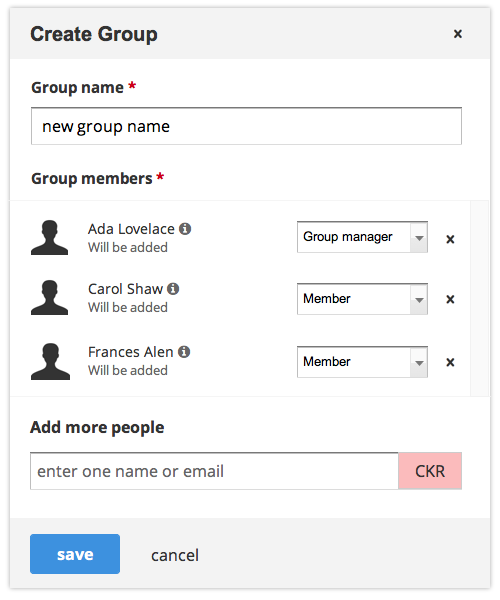 Create Group ×
Group name *
new group name
Group members *
Ada Lovelace i
Will be added
Group manager ×
Carol Shaw i
Will be added
Member ×
Frances Alen i
Will be added
Member ×
Add more people
enter one name or email CKR
save cancel